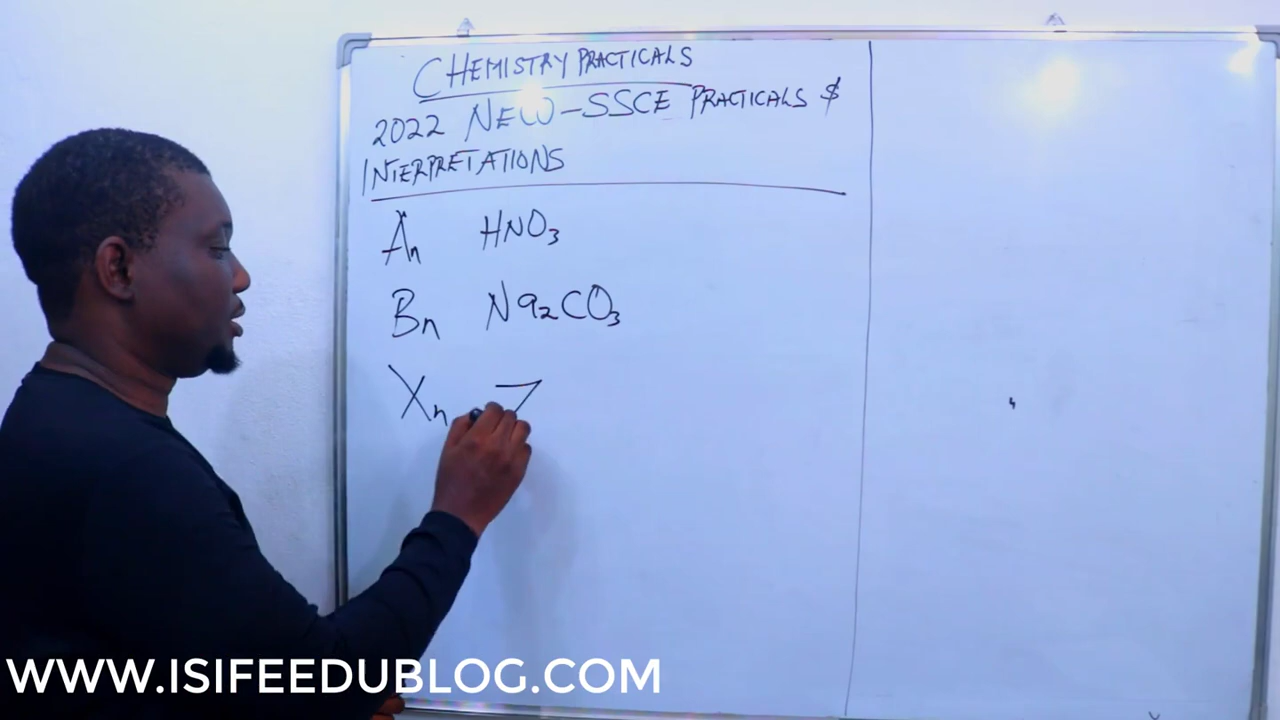 CHEMISTRY PRACTICALS
2022 NEW-SSCE PRACTICALS $
INTERPRETATIONS
An HNO3
Bn Na2CO3
Xn
WWW.ISIFEEDUBLOG.COM